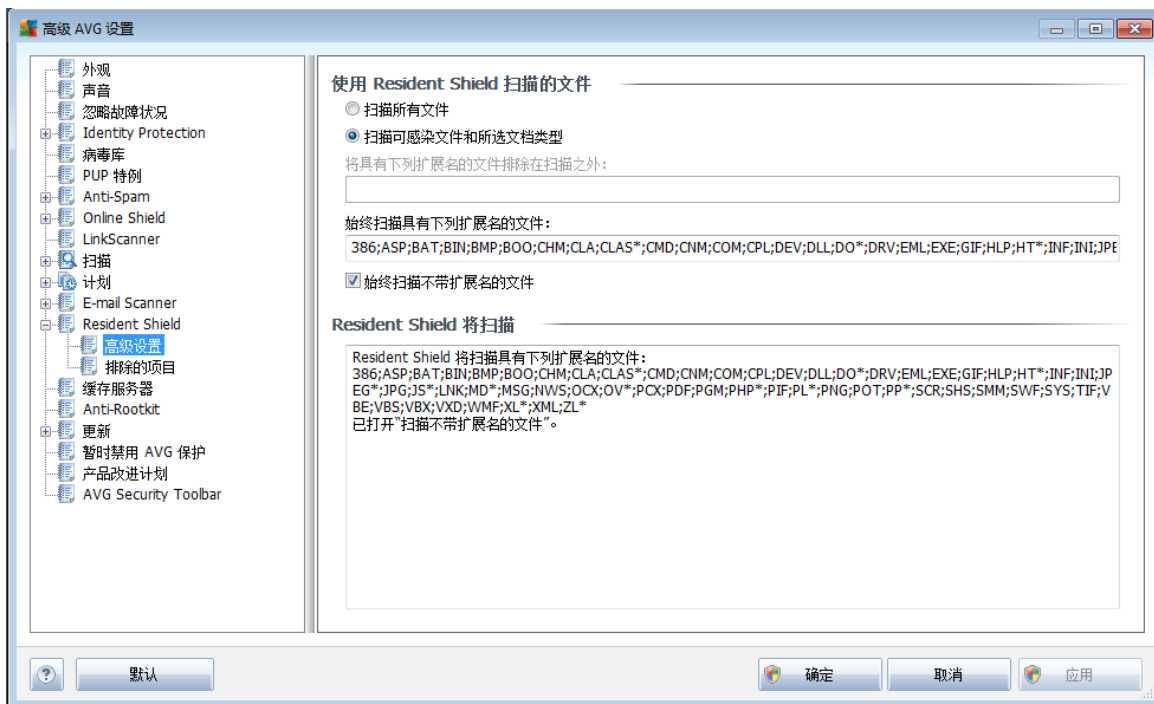 高级 AVG 设置
外观
声音
忽略故障状况
Identity Protection
病毒库
PUP 特例
Anti-Spam
Online Shield
LinkScanner
扫描
计划
E-mail Scanner
Resident Shield
高级设置
排除的项目
缓存服务器
Anti-Rootkit
更新
暂时禁用 AVG 保护
产品改进计划
AVG Security Toolbar
使用 Resident Shield 扫描的文件
扫描所有文件
扫描可感染文件和所选文档类型
将具有下列扩展名的文件排除在扫描之外:
始终扫描具有下列扩展名的文件:
386;ASP;BAT;BIN;BMP;BOO;CHM;CLA;CLAS*;CMD;CNM;COM;CPL;DEV;DLL;DO*;DRV;EML;EXE;GIF;HLP;HT*;INF;INI;JPE
始终扫描不带扩展名的文件
Resident Shield 将扫描
Resident Shield 将扫描具有下列扩展名的文件:
386;ASP;BAT;BIN;BMP;BOO;CHM;CLA;CLAS*;CMD;CNM;COM;CPL;DEV;DLL;DO*;DRV;EML;EXE;GIF;HLP;HT*;INF;INI;JP
EG*;JPG;JS*;LNK;MD*;MSG;NWS;OCX;OV*;PCX;PDF;PGM;PHP*;PIF;PL*;PNG;POT;PP*;SCR;SHS;SMM;SWF;SYS;TIF;V
BE;VBS;VBX;VXD;WMF;XL*;XML;ZL*
已打开“扫描不带扩展名的文件”。
?
默认
确定
取消
应用